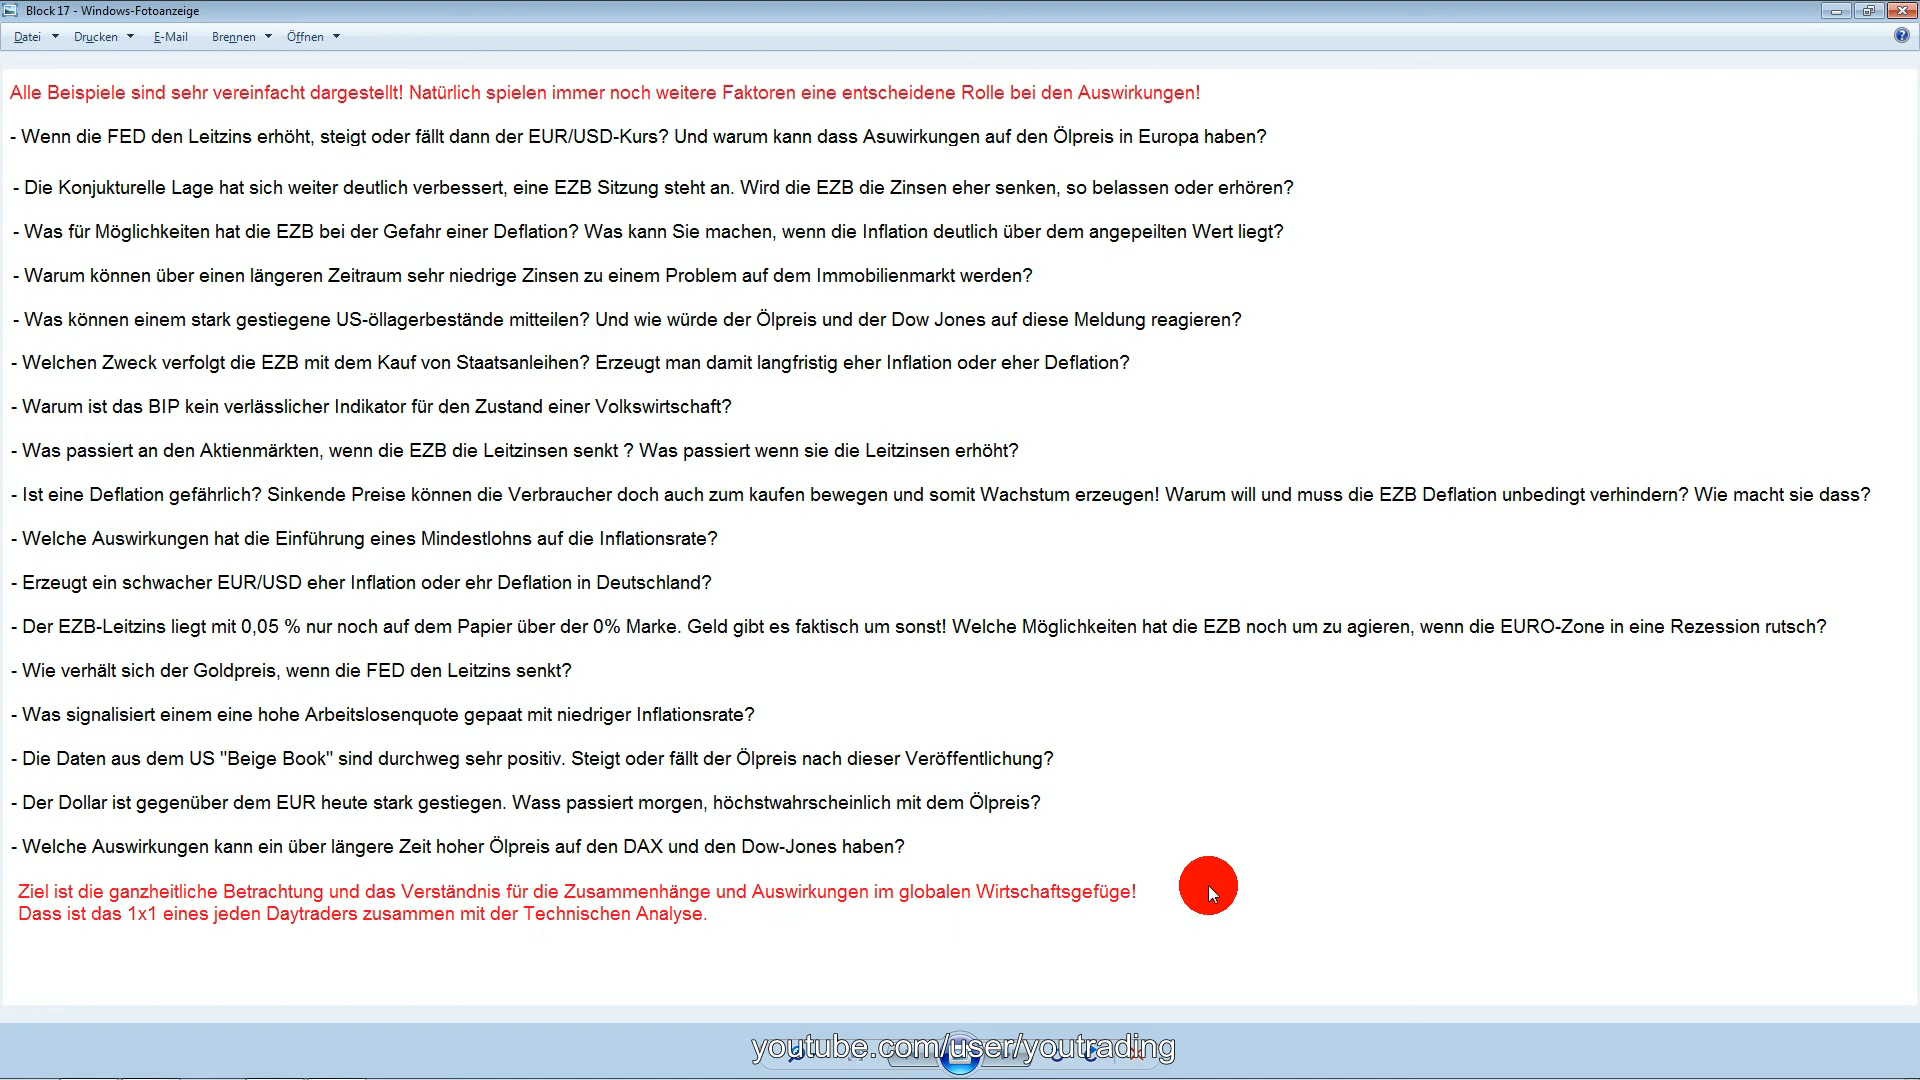 Block 17 - Windows-Fotoanzeige
Datei Drucken E-Mail Brennen Öffnen
Alle Beispiele sind sehr vereinfacht dargestellt! Natürlich spielen immer noch weitere Faktoren eine entscheidene Rolle bei den Auswirkungen!
- Wenn die FED den Leitzins erhöht, steigt oder fällt dann der EUR/USD-Kurs? Und warum kann dass Asuwirkungen auf den Ölpreis in Europa haben?
- Die Konjukturelle Lage hat sich weiter deutlich verbessert, eine EZB Sitzung steht an. Wird die EZB die Zinsen eher senken, so belassen oder erhören?
- Was für Möglichkeiten hat die EZB bei der Gefahr einer Deflation? Was kann Sie machen, wenn die Inflation deutlich über dem angepeilten Wert liegt?
- Warum können über einen längeren Zeitraum sehr niedrige Zinsen zu einem Problem auf dem Immobilienmarkt werden?
- Was können einem stark gestiegene US-öllagerbestände mitteilen? Und wie würde der Ölpreis und der Dow Jones auf diese Meldung reagieren?
- Welchen Zweck verfolgt die EZB mit dem Kauf von Staatsanleihen? Erzeugt man damit langfristig eher Inflation oder eher Deflation?
- Warum ist das BIP kein verlässlicher Indikator für den Zustand einer Volkswirtschaft?
- Was passiert an den Aktienmärkten, wenn die EZB die Leitzinsen senkt ? Was passiert wenn sie die Leitzinsen erhöht?
- Ist eine Deflation gefährlich? Sinkende Preise können die Verbraucher doch auch zum kaufen bewegen und somit Wachstum erzeugen! Warum will und muss die EZB Deflation unbedingt verhindern? Wie macht sie dass?
- Welche Auswirkungen hat die Einführung eines Mindestlohns auf die Inflationsrate?
- Erzeugt ein schwacher EUR/USD eher Inflation oder ehr Deflation in Deutschland?
- Der EZB-Leitzins liegt mit 0,05 % nur noch auf dem Papier über der 0% Marke. Geld gibt es faktisch um sonst! Welche Möglichkeiten hat die EZB noch um zu agieren, wenn die EURO-Zone in eine Rezession rutsch?
- Wie verhält sich der Goldpreis, wenn die FED den Leitzins senkt?
- Was signalisiert einem eine hohe Arbeitslosenquote gepaat mit niedriger Inflationsrate?
- Die Daten aus dem US "Beige Book" sind durchweg sehr positiv. Steigt oder fällt der Ölpreis nach dieser Veröffentlichung?
- Der Dollar ist gegenüber dem EUR heute stark gestiegen. Wass passiert morgen, höchstwahrscheinlich mit dem Ölpreis?
- Welche Auswirkungen kann ein über längere Zeit hoher Ölpreis auf den DAX und den Dow-Jones haben?
Ziel ist die ganzheitliche Betrachtung und das Verständnis für die Zusammenhänge und Auswirkungen im globalen Wirtschaftsgefüge!
Dass ist das 1x1 eines jeden Daytraders zusammen mit der Technischen Analyse.
youtube.com/user/youtrading